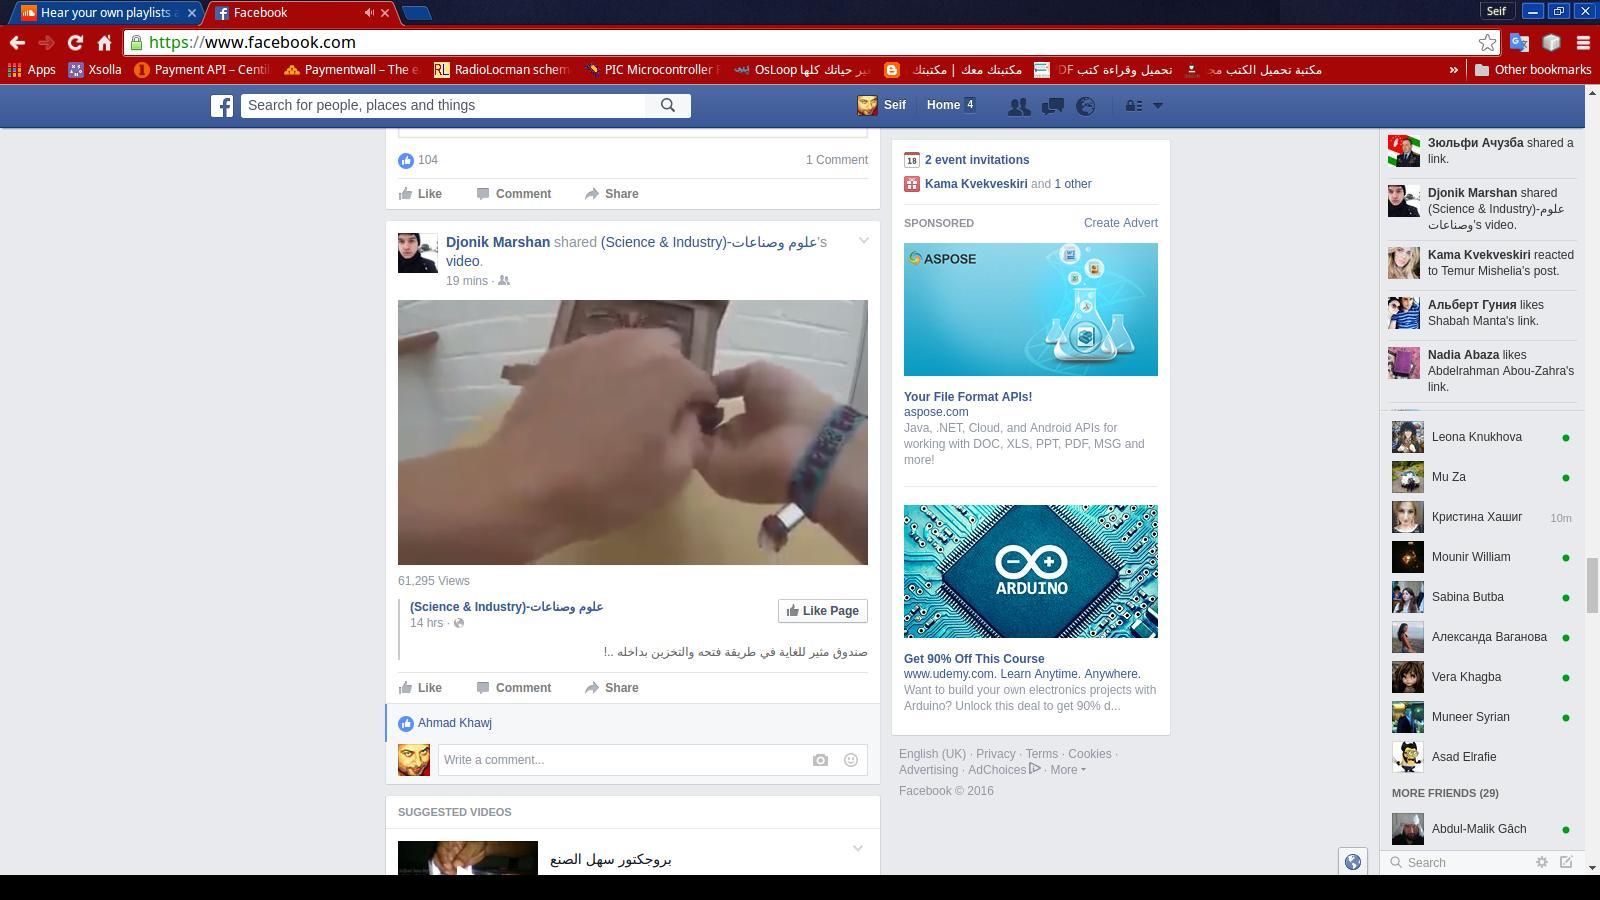 Hear your own playlists a
Facebook
Seif
https://www.facebook.com
Apps
Xsolla
Payment API – Centil
Paymentwall – The e
RadioLocman schem
PIC Microcontroller F
OsLoop غير حياتك كلها
مكتبتك معك | مكتبتك
تحميل وقراءة كتب DF
مكتبة تحميل الكتب مج
»
Other bookmarks
Search for people, places and things
Seif
Home 4
104
1 Comment
Like Comment Share
Djonik Marshan shared (Science & Industry)-علوم وصناعات's
video.
19 mins ·
61,295 Views
(Science & Industry)-علوم وصناعات
Like Page
14 hrs ·
صندوق مثير للغاية في طريقة فتحه والتخزين بداخله ..!
Like Comment Share
Ahmad Khawj
Write a comment...
SUGGESTED VIDEOS
بروجكتور سهل الصنع
18
2 event invitations
Kama Kvekveskiri and 1 other
SPONSORED
Create Advert
ASPOSE
Your File Format APIs!
aspose.com
Java, .NET, Cloud, and Android APIs for
working with DOC, XLS, PPT, PDF, MSG and
more!
ARDUINO
Get 90% Off This Course
www.udemy.com. Learn Anytime. Anywhere.
Want to build your own electronics projects with
Arduino? Unlock this deal to get 90% d...
English (UK) · Privacy · Terms · Cookies ·
Advertising · AdChoices · More
Facebook © 2016
Зюльфи Ачузба shared a
link.
Djonik Marshan shared
(Science & Industry)-علوم
وصناعات's video.
Kama Kvekveskiri reacted
to Temur Mishelia's post.
Альберт Гуния likes
Shabah Manta's link.
Nadia Abaza likes
Abdelrahman Abou-Zahra's
link.
Leona Knukhova
Mu Za
Кристина Хашиг 10m
Mounir William
Sabina Butba
Александа Ваганова
Vera Khagba
Muneer Syrian
Asad Elrafie
MORE FRIENDS (29)
Abdul-Malik Gâch
Search